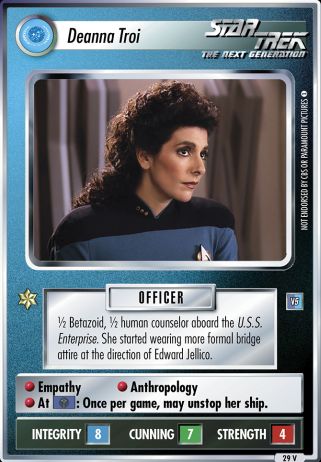 Deanna Troi
STAR TREK
THE NEXT GENERATION
NOT ENDORSED BY CBS OR PARAMOUNT PICTURES
OFFICER
VS
½ Betazoid, ½ human counselor aboard the U.S.S.
Enterprise. She started wearing more formal bridge
attire at the direction of Edward Jellico.
Empathy Anthropology
At : Once per game, may unstop her ship.
INTEGRITY 8 CUNNING 7 STRENGTH 4
29 V